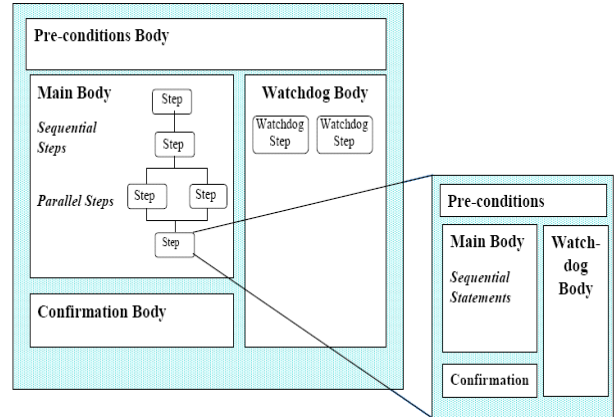 Pre-conditions Body
Main Body
Step
Sequential
Steps
Step
Parallel Steps
Step
Step
Step
Watchdog Body
Watchdog
Step
Watchdog
Step
Confirmation Body
Pre-conditions
Main Body
Sequential
Statements
Watch-
dog
Body
Confirmation